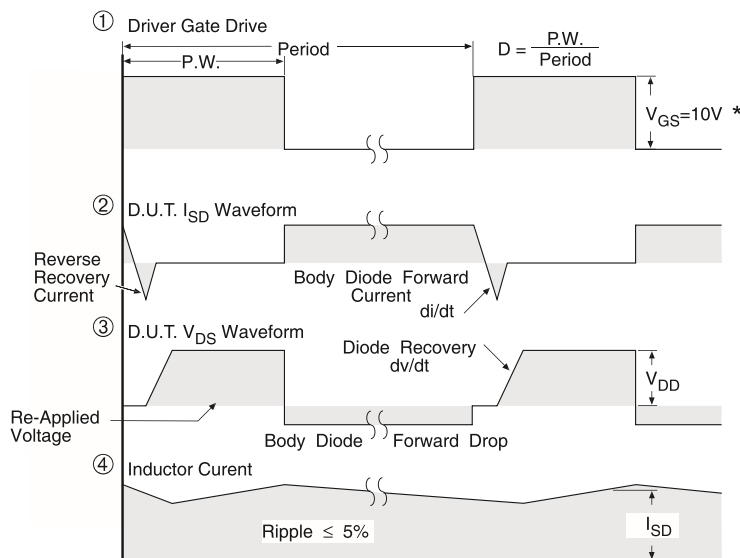 ① Driver Gate Drive
P.W.
Period
D = P.W.
Period
V_GS=10V *
② D.U.T. I_SD Waveform
Reverse
Recovery
Current
Body Diode Forward
Current
di/dt
③ D.U.T. V_DS Waveform
Diode Recovery
dv/dt
V_DD
Re-Applied
Voltage
Body Diode
Forward Drop
④ Inductor Curent
Ripple ≤ 5%
I_SD